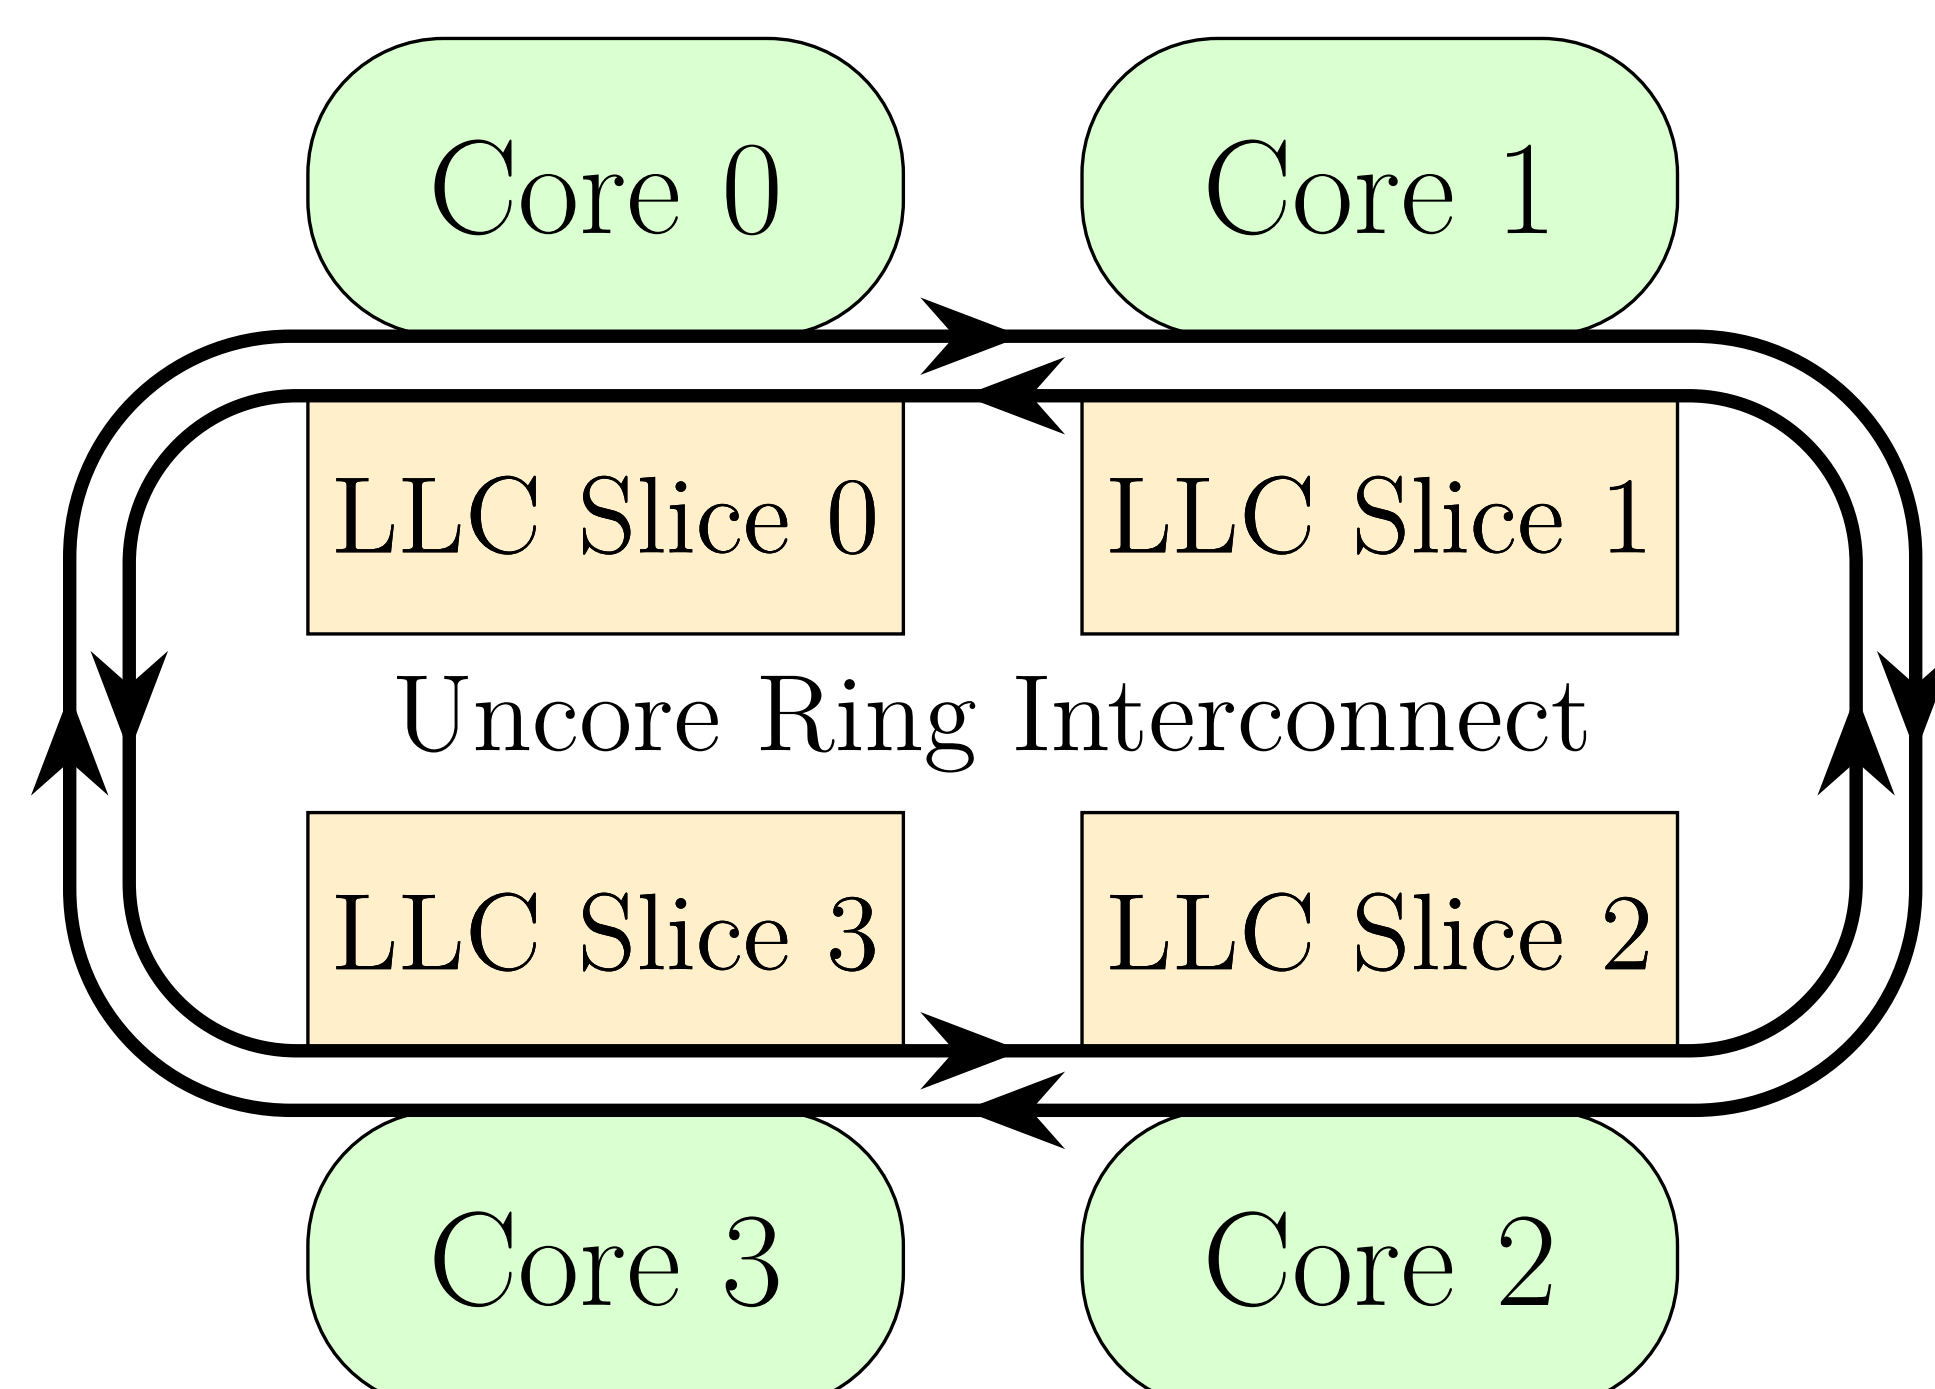 Core 0
Core 1
LLC Slice 0
LLC Slice 1
Uncore Ring Interconnect
LLC Slice 3
LLC Slice 2
Core 3
Core 2